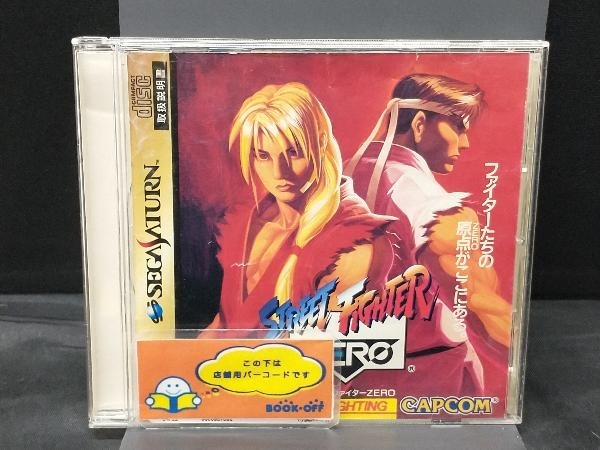 COMPACT
disc
取扱説明書
SEGASATURN™
ファイターたちの
ZERO
原点がここにある
STREET FIGHTER
ZERO
®
ファイターZERO
FIGHTING
CAPCOM
この下は
店舗用バーコードです
BOOK-OFF